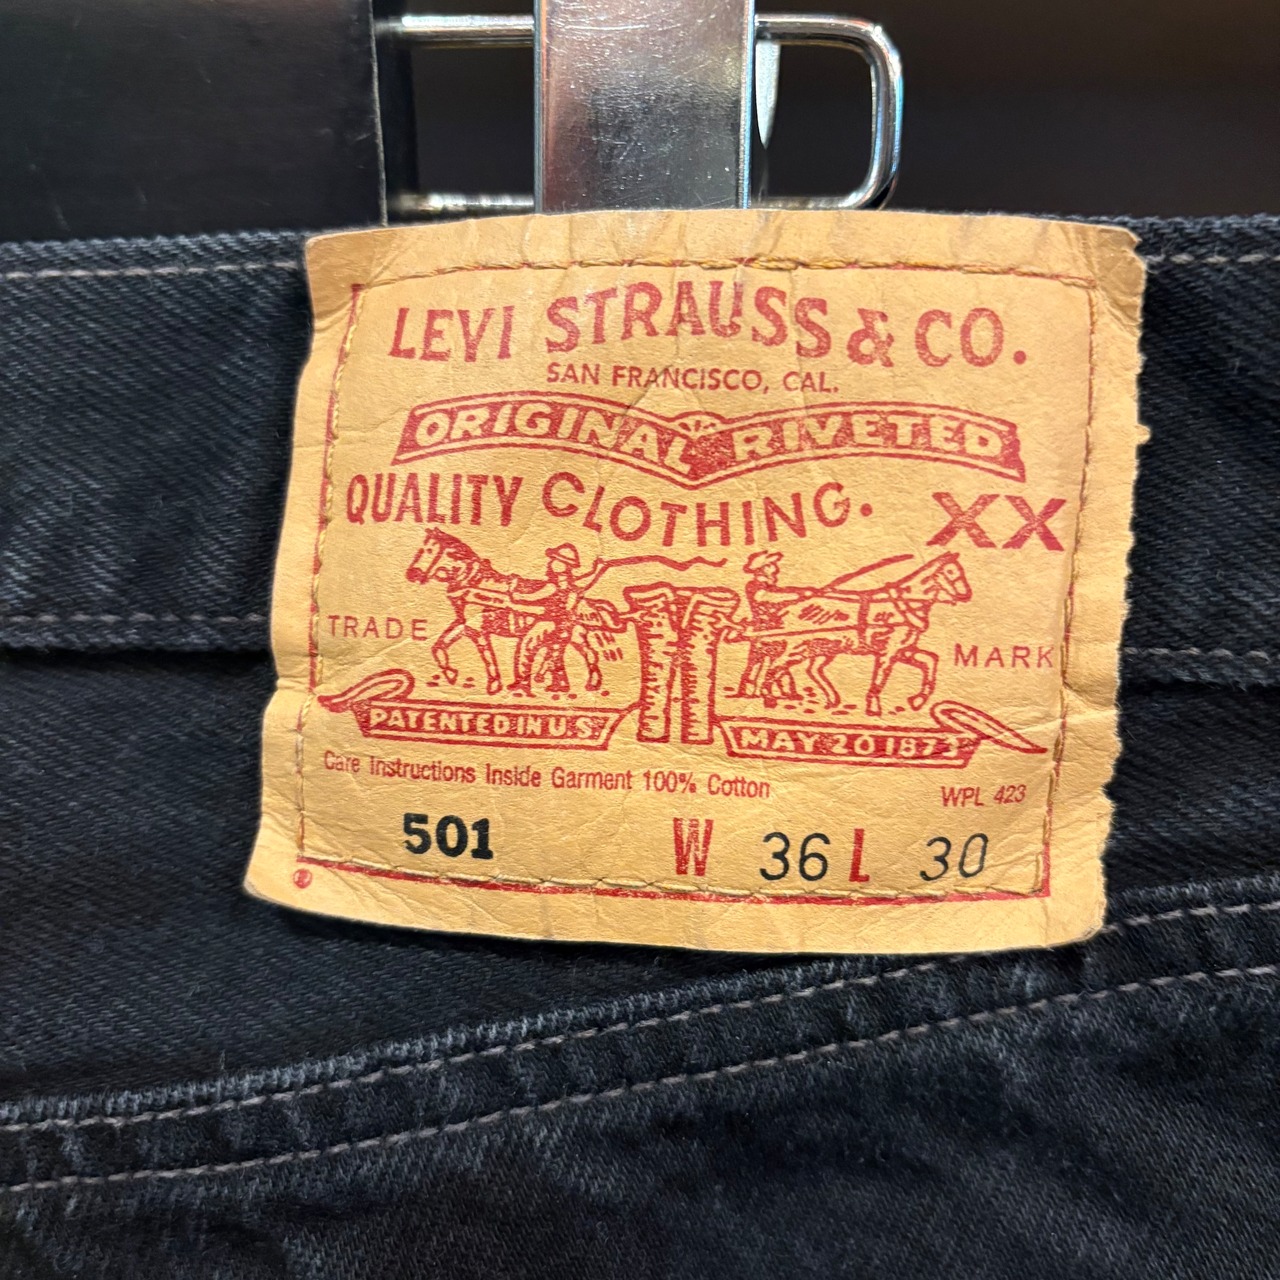 LEVI STRAUSS & CO.
SAN FRANCISCO, CAL.
ORIGINAL RIVETED
QUALITY CLOTHING. XX
TRADE MARK
PATENTED IN U.S. MAY 20 1873
Care Instructions Inside Garment 100% Cotton WPL 423
501 W 36 L 30
®